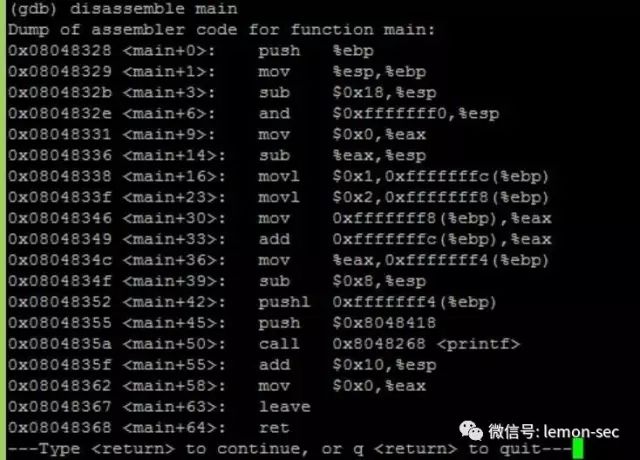 (gdb) disassemble main
Dump of assembler code for function main:
0x08048328 <main+0>:    push   %ebp
0x08048329 <main+1>:    mov    %esp,%ebp
0x0804832b <main+3>:    sub    $0x18,%esp
0x0804832e <main+6>:    and    $0xfffffff0,%esp
0x08048331 <main+9>:    mov    $0x0,%eax
0x08048336 <main+14>:   sub    %eax,%esp
0x08048338 <main+16>:   movl   $0x1,0xfffffffc(%ebp)
0x0804833f <main+23>:   movl   $0x2,0xfffffff8(%ebp)
0x08048346 <main+30>:   mov    0xfffffff8(%ebp),%eax
0x08048349 <main+33>:   add    0xfffffffc(%ebp),%eax
0x0804834c <main+36>:   mov    %eax,0xfffffff4(%ebp)
0x0804834f <main+39>:   sub    $0x8,%esp
0x08048352 <main+42>:   pushl  0xfffffff4(%ebp)
0x08048355 <main+45>:   push   $0x8048418
0x0804835a <main+50>:   call   0x8048268 <printf>
0x0804835f <main+55>:   add    $0x10,%esp
0x08048362 <main+58>:   mov    $0x0,%eax
0x08048367 <main+63>:   leave
0x08048368 <main+64>:   ret
微信号: lemon-sec
---Type <return> to continue, or q <return> to quit---